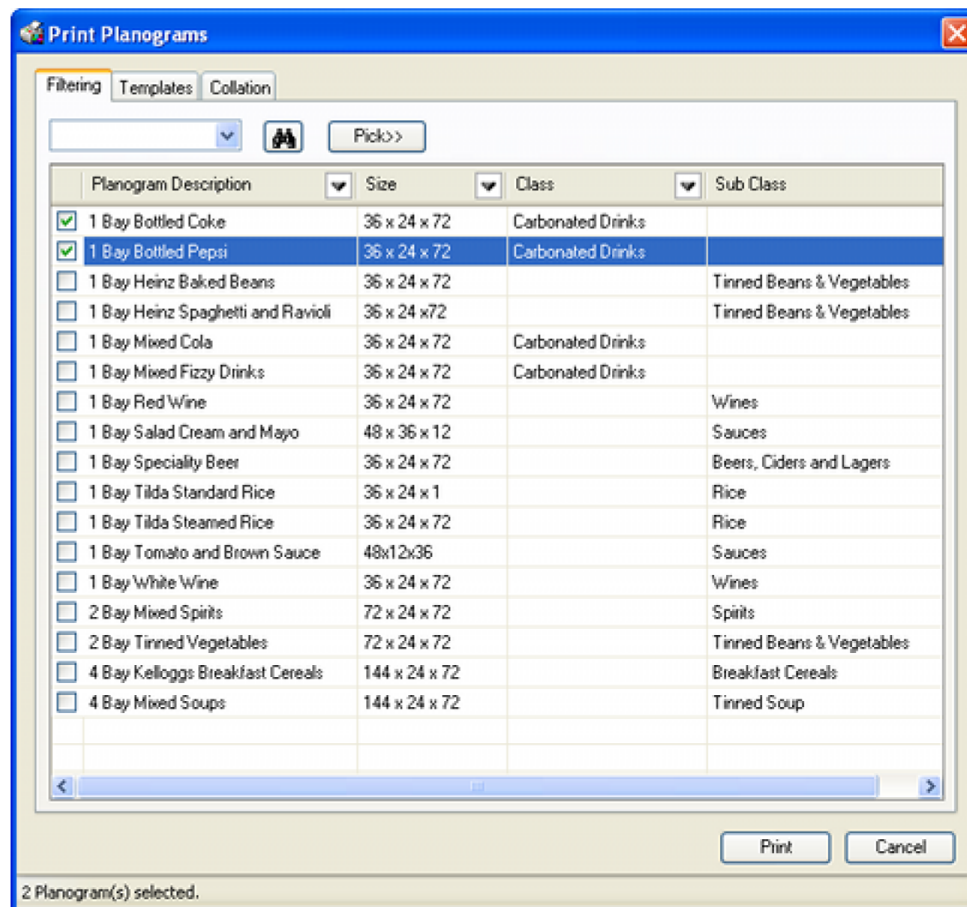 Print Planograms
Filtering Templates Collation
Pick>>
Planogram Description Size Class Sub Class
1 Bay Bottled Coke 36 x 24 x 72 Carbonated Drinks
1 Bay Bottled Pepsi 36 x 24 x 72 Carbonated Drinks
1 Bay Heinz Baked Beans 36 x 24 x 72 Tinned Beans & Vegetables
1 Bay Heinz Spaghetti and Ravioli 36 x 24 x72 Tinned Beans & Vegetables
1 Bay Mixed Cola 36 x 24 x 72 Carbonated Drinks
1 Bay Mixed Fizzy Drinks 36 x 24 x 72 Carbonated Drinks
1 Bay Red Wine 36 x 24 x 72 Wines
1 Bay Salad Cream and Mayo 48 x 36 x 12 Sauces
1 Bay Speciality Beer 36 x 24 x 72 Beers, Ciders and Lagers
1 Bay Tilda Standard Rice 36 x 24 x 1 Rice
1 Bay Tilda Steamed Rice 36 x 24 x 72 Rice
1 Bay Tomato and Brown Sauce 48x12x36 Sauces
1 Bay White Wine 36 x 24 x 72 Wines
2 Bay Mixed Spirits 72 x 24 x 72 Spirits
2 Bay Tinned Vegetables 72 x 24 x 72 Tinned Beans & Vegetables
4 Bay Kelloggs Breakfast Cereals 144 x 24 x 72 Breakfast Cereals
4 Bay Mixed Soups 144 x 24 x 72 Tinned Soup
Print Cancel
2 Planogram(s) selected.